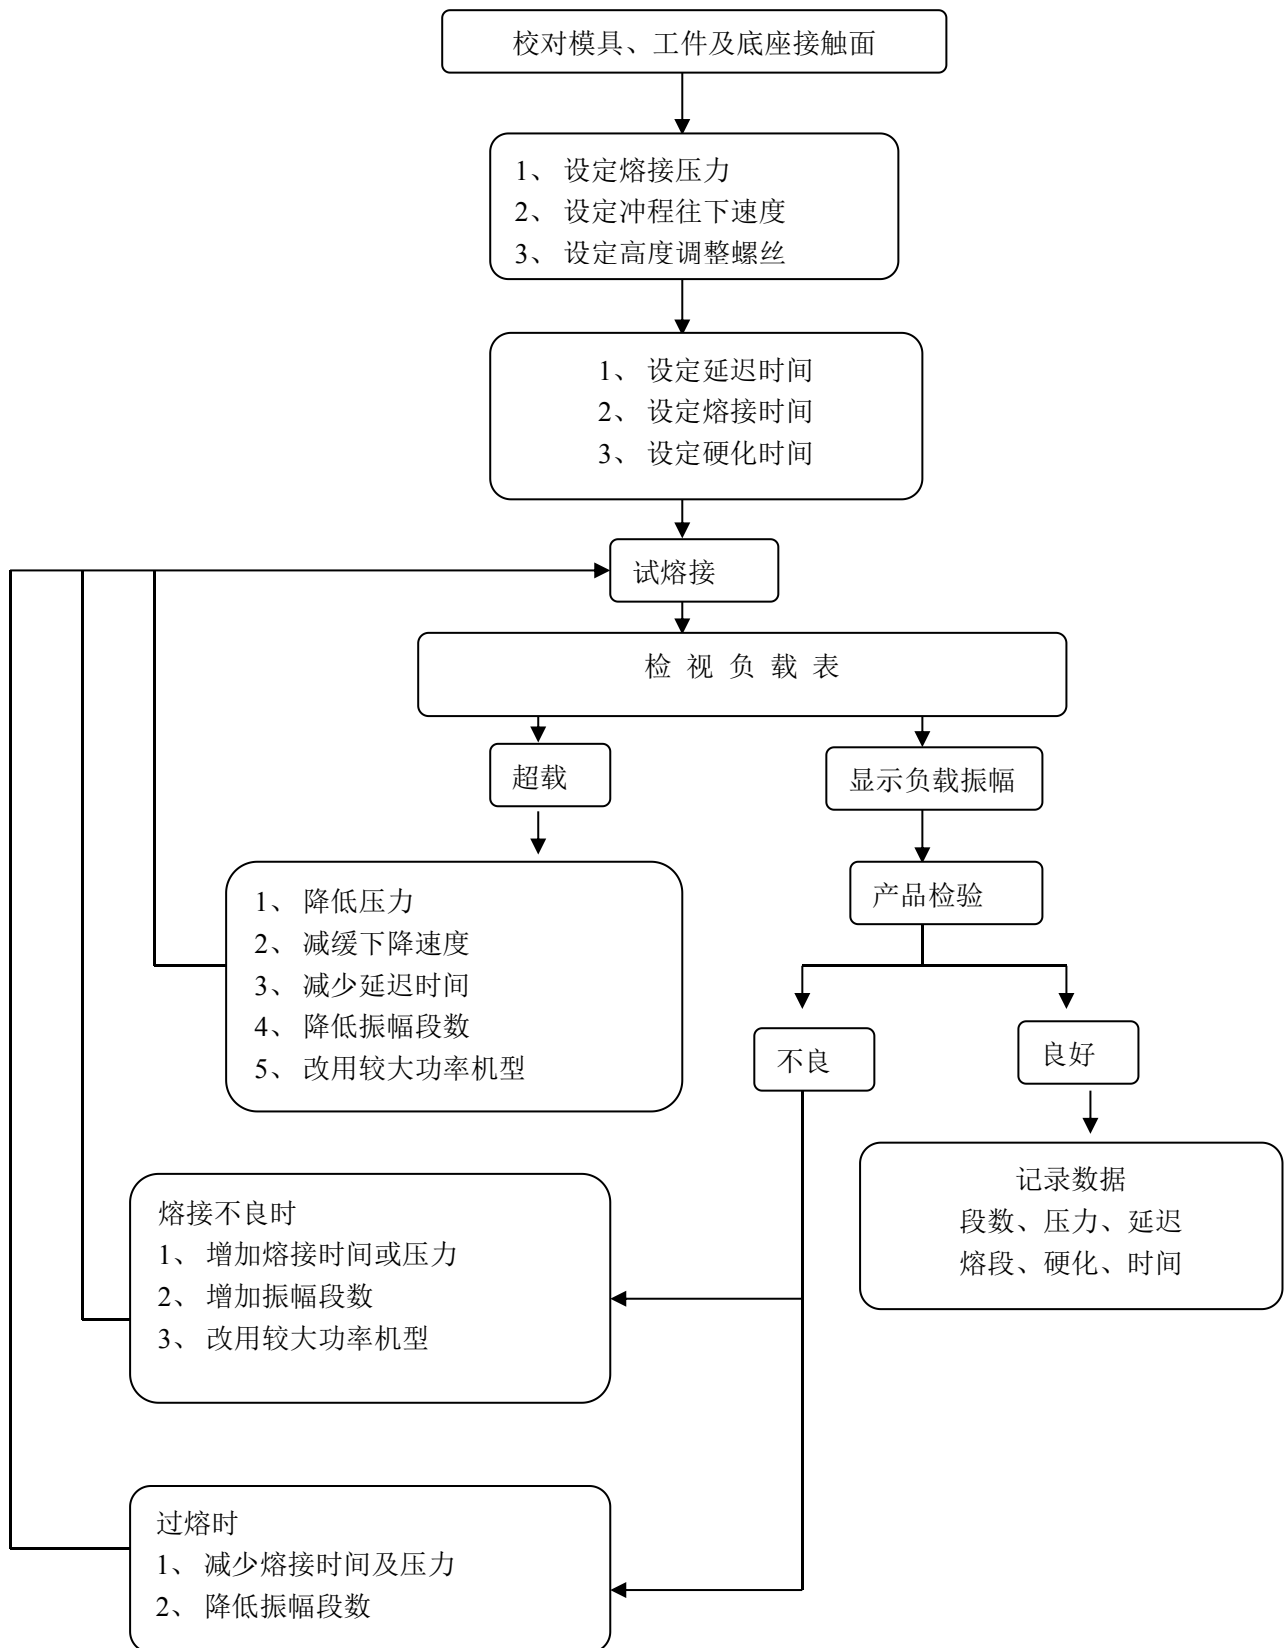 校对模具、工件及底座接触面
1、 设定熔接压力
2、 设定冲程往下速度
3、 设定高度调整螺丝
1、 设定延迟时间
2、 设定熔接时间
3、 设定硬化时间
试熔接
检 视 负 载 表
超载
显示负载振幅
1、 降低压力
2、 减缓下降速度
3、 减少延迟时间
4、 降低振幅段数
5、 改用较大功率机型
产品检验
不良
良好
记录数据
段数、压力、延迟
熔段、硬化、时间
熔接不良时
1、 增加熔接时间或压力
2、 增加振幅段数
3、 改用较大功率机型
过熔时
1、 减少熔接时间及压力
2、 降低振幅段数